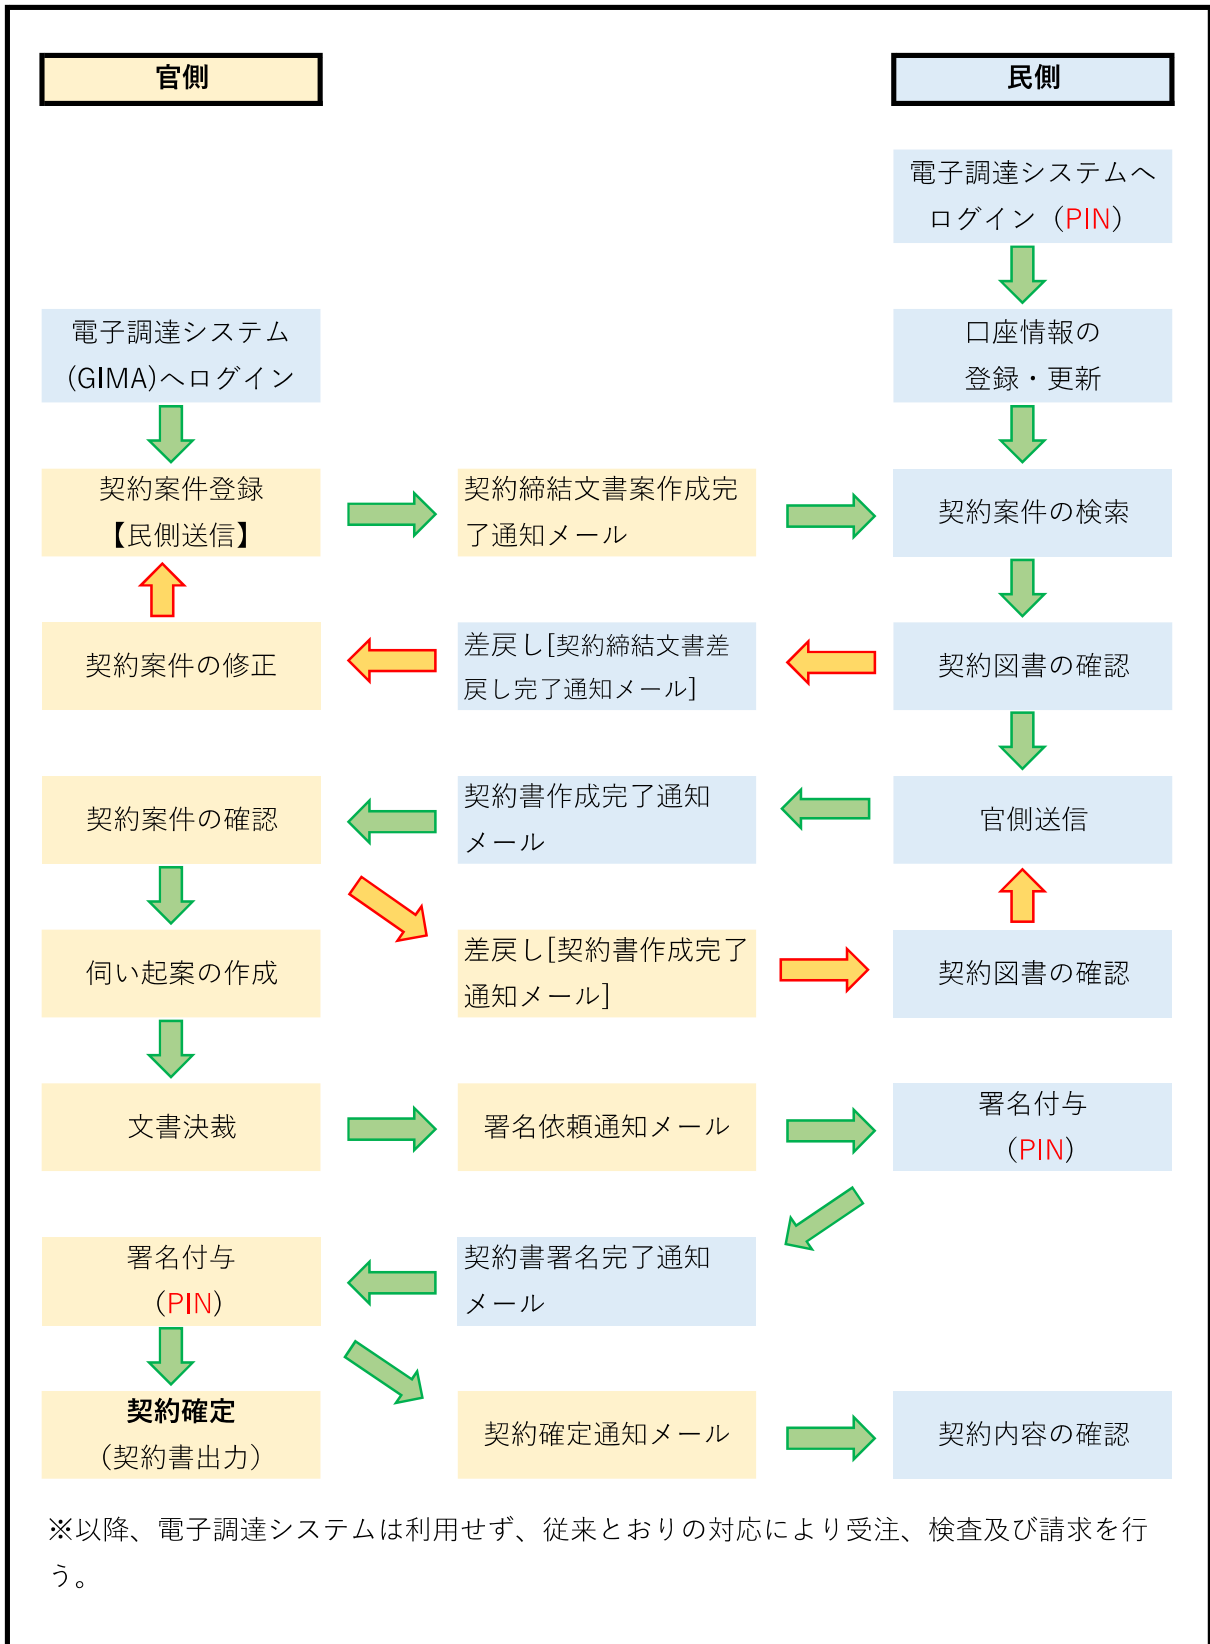 官側
民側
電子調達システムへ
ログイン（PIN）
電子調達システム
(GIMA)へログイン
口座情報の
登録・更新
契約案件登録
【民側送信】
契約締結文書案作成完
了通知メール
契約案件の検索
契約案件の修正
差戻し[契約締結文書差
戻し完了通知メール]
契約図書の確認
契約案件の確認
契約書作成完了通知
メール
官側送信
伺い起案の作成
差戻し[契約書作成完了
通知メール]
契約図書の確認
文書決裁
署名依頼通知メール
署名付与
（PIN）
署名付与
（PIN）
契約書署名完了通知
メール
契約確定
（契約書出力）
契約確定通知メール
契約内容の確認
※以降、電子調達システムは利用せず、従来とおりの対応により受注、検査及び請求を行
う。